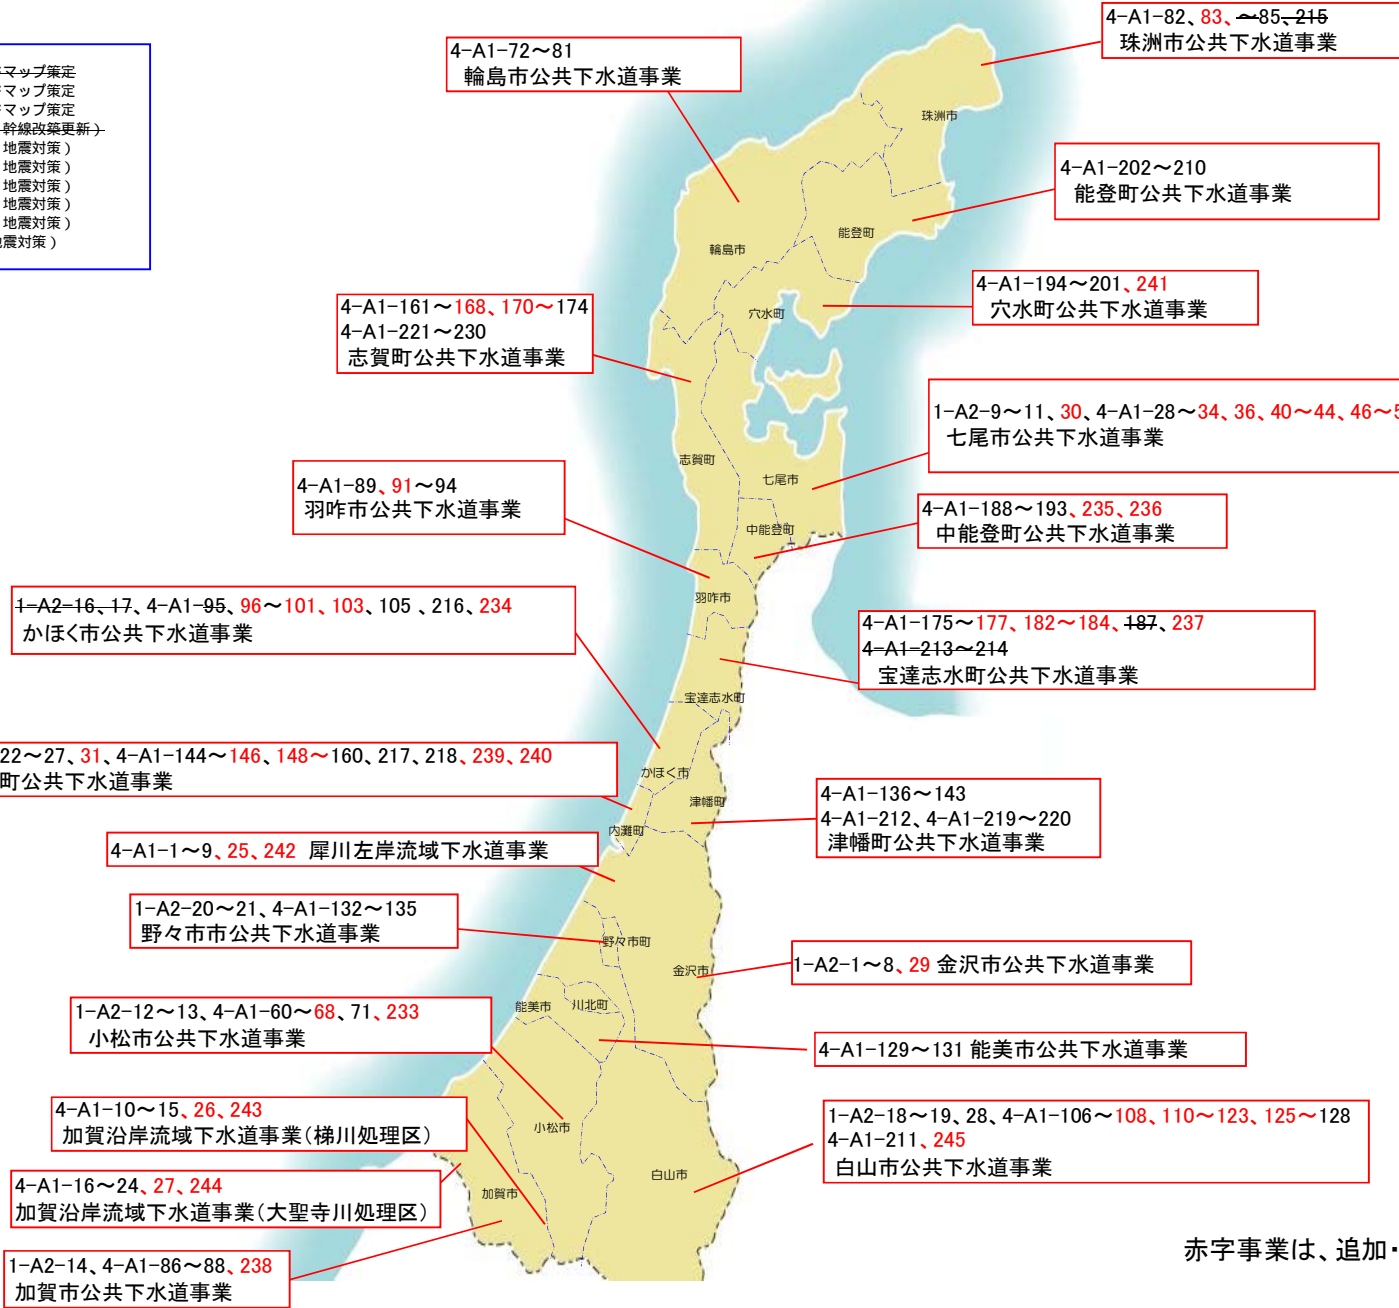 4-A1-82、83、~85、215
珠洲市公共下水道事業
マップ策定
マップ策定
マップ策定
幹線改築更新）
地震対策）
地震対策）
地震対策）
地震対策）
地震対策）
地震対策）
4-A1-72～81
輪島市公共下水道事業
珠洲市
4-A1-202～210
能登町公共下水道事業
能登町
輪島市
4-A1-194～201、241
穴水町公共下水道事業
穴水町
4-A1-161～168、170～174
4-A1-221～230
志賀町公共下水道事業
1-A2-9～11、30、4-A1-28～34、36、40～44、46～5
七尾市公共下水道事業
志賀町
七尾市
4-A1-89、91～94
羽咋市公共下水道事業
4-A1-188～193、235、236
中能登町公共下水道事業
中能登町
羽咋市
1-A2-16、17、4-A1-95、96～101、103、105 、216、234
かほく市公共下水道事業
4-A1-175～177、182～184、187、237
4-A1-213～214
宝達志水町公共下水道事業
宝達志水町
22～27、31、4-A1-144～146、148～160、217、218、239、240
町公共下水道事業
かほく市
津幡町
4-A1-136～143
4-A1-212、4-A1-219～220
津幡町公共下水道事業
内灘町
4-A1-1～9、25、242 犀川左岸流域下水道事業
1-A2-20～21、4-A1-132～135
野々市市公共下水道事業
野々市町
金沢市
1-A2-1～8、29 金沢市公共下水道事業
1-A2-12～13、4-A1-60～68、71、233
小松市公共下水道事業
能美市
川北町
4-A1-129～131 能美市公共下水道事業
4-A1-10～15、26、243
加賀沿岸流域下水道事業（梯川処理区）
小松市
1-A2-18～19、28、4-A1-106～108、110～123、125～128
4-A1-211、245
白山市公共下水道事業
白山市
4-A1-16～24、27、244
加賀沿岸流域下水道事業（大聖寺川処理区）
加賀市
1-A2-14、4-A1-86～88、238
加賀市公共下水道事業
赤字事業は、追加・